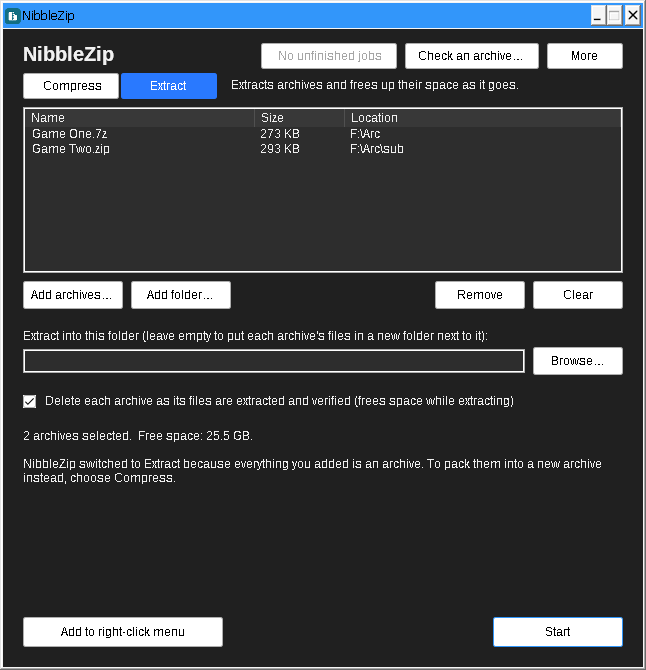 NibbleZip
NibbleZip
No unfinished jobs
Check an archive...
More
Compress
Extract
Extracts archives and frees up their space as it goes.
Name Size Location
Game One.7z 273 KB F:\Arc
Game Two.zip 293 KB F:\Arc\sub
Add archives...
Add folder...
Remove
Clear
Extract into this folder (leave empty to put each archive's files in a new folder next to it):
Browse...
Delete each archive as its files are extracted and verified (frees space while extracting)
2 archives selected.  Free space: 25.5 GB.
NibbleZip switched to Extract because everything you added is an archive. To pack them into a new archive
instead, choose Compress.
Add to right-click menu
Start